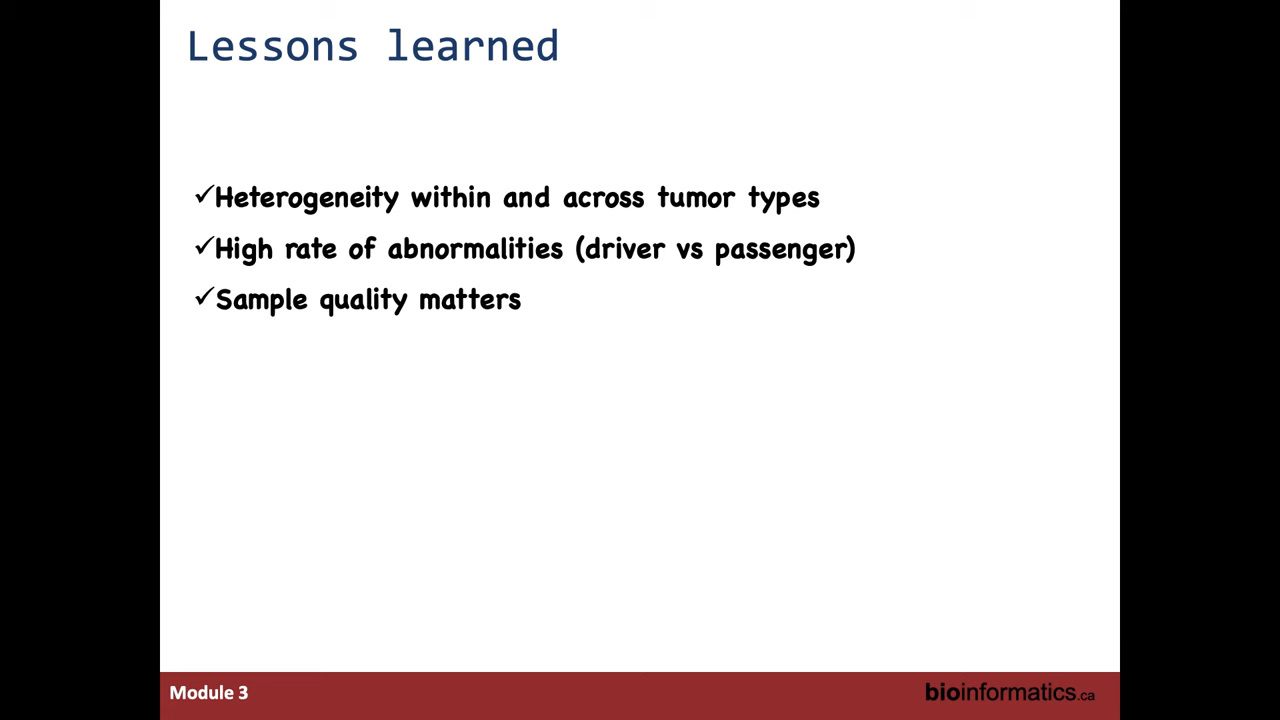 Lessons learned
✓Heterogeneity within and across tumor types
✓High rate of abnormalities (driver vs passenger)
✓Sample quality matters
Module 3
bioinformatics.ca